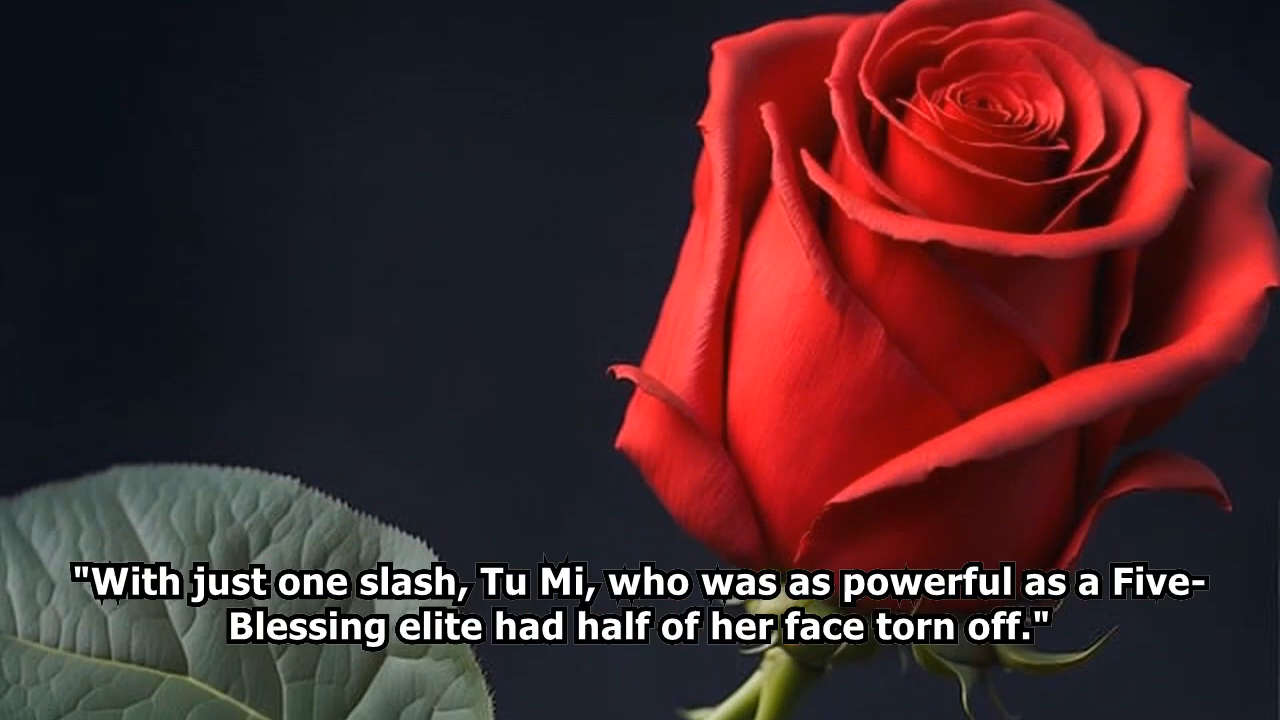 "With just one slash, Tu Mi, who was as powerful as a Five-
Blessing elite had half of her face torn off."